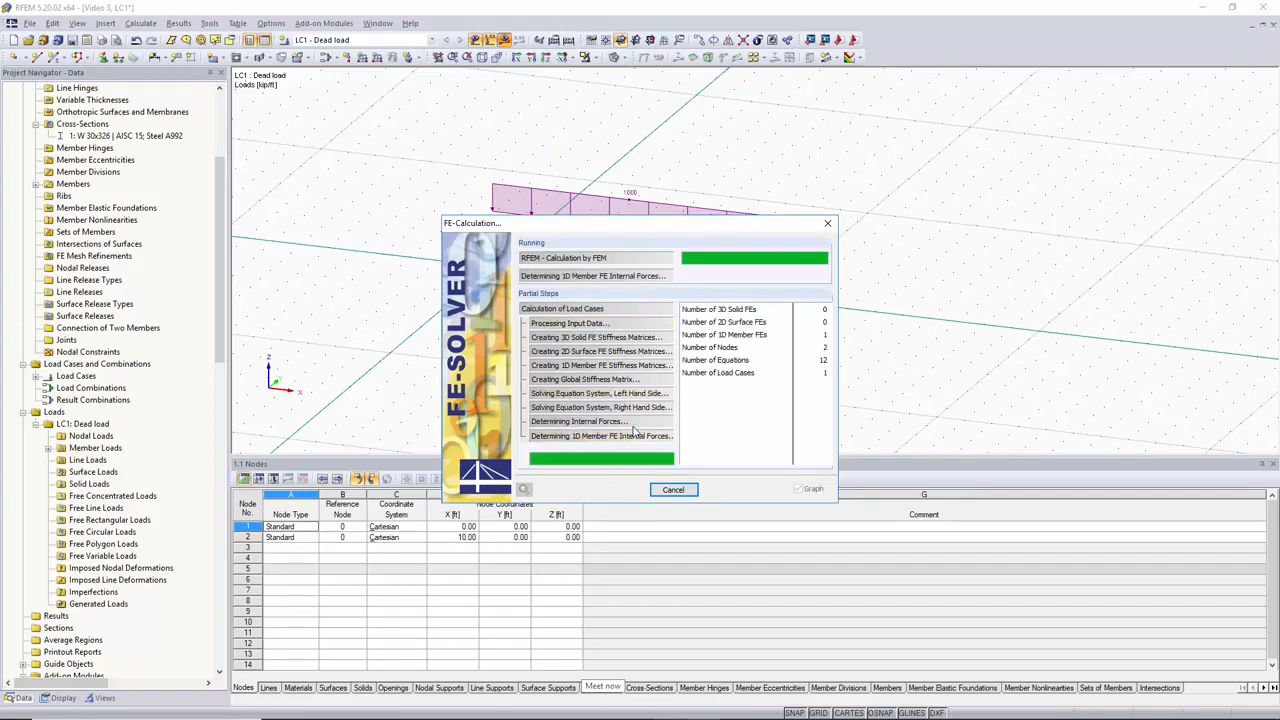 RFEM 5.20.02 x64 - [Video 3, LC1*]
File Edit View Insert Calculate Results Tools Table Options Add-on Modules Window Help
LC1 - Dead load
Project Navigator - Data
Line Hinges
Variable Thicknesses
Orthotropic Surfaces and Membranes
Cross-Sections
1: W 30x326 | AISC 15; Steel A992
Member Hinges
Member Eccentricities
Member Divisions
Members
Ribs
Member Elastic Foundations
Member Nonlinearities
Sets of Members
Intersections of Surfaces
FE Mesh Refinements
Nodal Releases
Line Release Types
Line Releases
Surface Release Types
Surface Releases
Connection of Two Members
Joints
Nodal Constraints
Load Cases and Combinations
Load Cases
Load Combinations
Result Combinations
Loads
LC1: Dead load
Nodal Loads
Member Loads
Line Loads
Surface Loads
Solid Loads
Free Concentrated Loads
Free Line Loads
Free Rectangular Loads
Free Circular Loads
Free Polygon Loads
Free Variable Loads
Imposed Nodal Deformations
Imposed Line Deformations
Imperfections
Generated Loads
Results
Sections
Average Regions
Printout Reports
Guide Objects
Add-on Modules
Data Display Views
LC1 : Dead load
Loads [kip/ft]
Z
Y
X
FE-Calculation...
FE-SOLVER
Running
RFEM - Calculation by FEM
Determining 1D Member FE Internal Forces...
Partial Steps
Calculation of Load Cases
Processing Input Data...
Creating 3D Solid FE Stiffness Matrices...
Creating 2D Surface FE Stiffness Matrices...
Creating 1D Member FE Stiffness Matrices...
Creating Global Stiffness Matrix...
Solving Equation System, Left Hand Side...
Solving Equation System, Right Hand Side...
Determining Internal Forces...
Determining 1D Member FE Internal Forces...
Number of 3D Solid FEs 0
Number of 2D Surface FEs 0
Number of 1D Member FEs 1
Number of Nodes 2
Number of Equations 12
Number of Load Cases 1
Cancel
Graph
1.1 Nodes
A B C G
Node No. Node Type Reference Node Coordinate System Node Coordinates X [ft] Y [ft] Z [ft] Comment
1 Standard 0 Cartesian 0.00 0.00 0.00
2 Standard 0 Cartesian 10.00 0.00 0.00
3
4
5
6
7
8
9
10
11
12
13
14
Nodes Lines Materials Surfaces Solids Openings Nodal Supports Line Supports Surface Supports Meet now Cross-Sections Member Hinges Member Eccentricities Member Divisions Members Member Elastic Foundations Member Nonlinearities Sets of Members Intersections
SNAP GRID CARTES OSNAP GLINES DXF